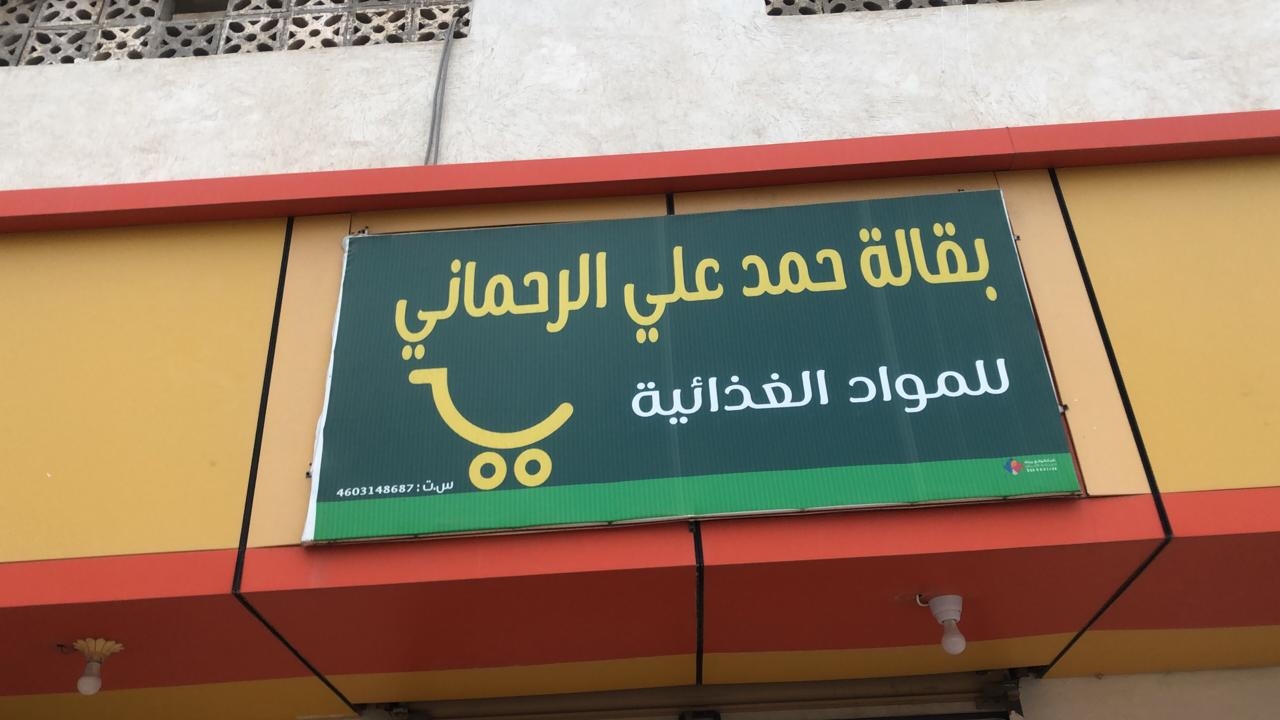 بقالة حمد علي الرحماني
للمواد الغذائية
س.ت : 4603148687